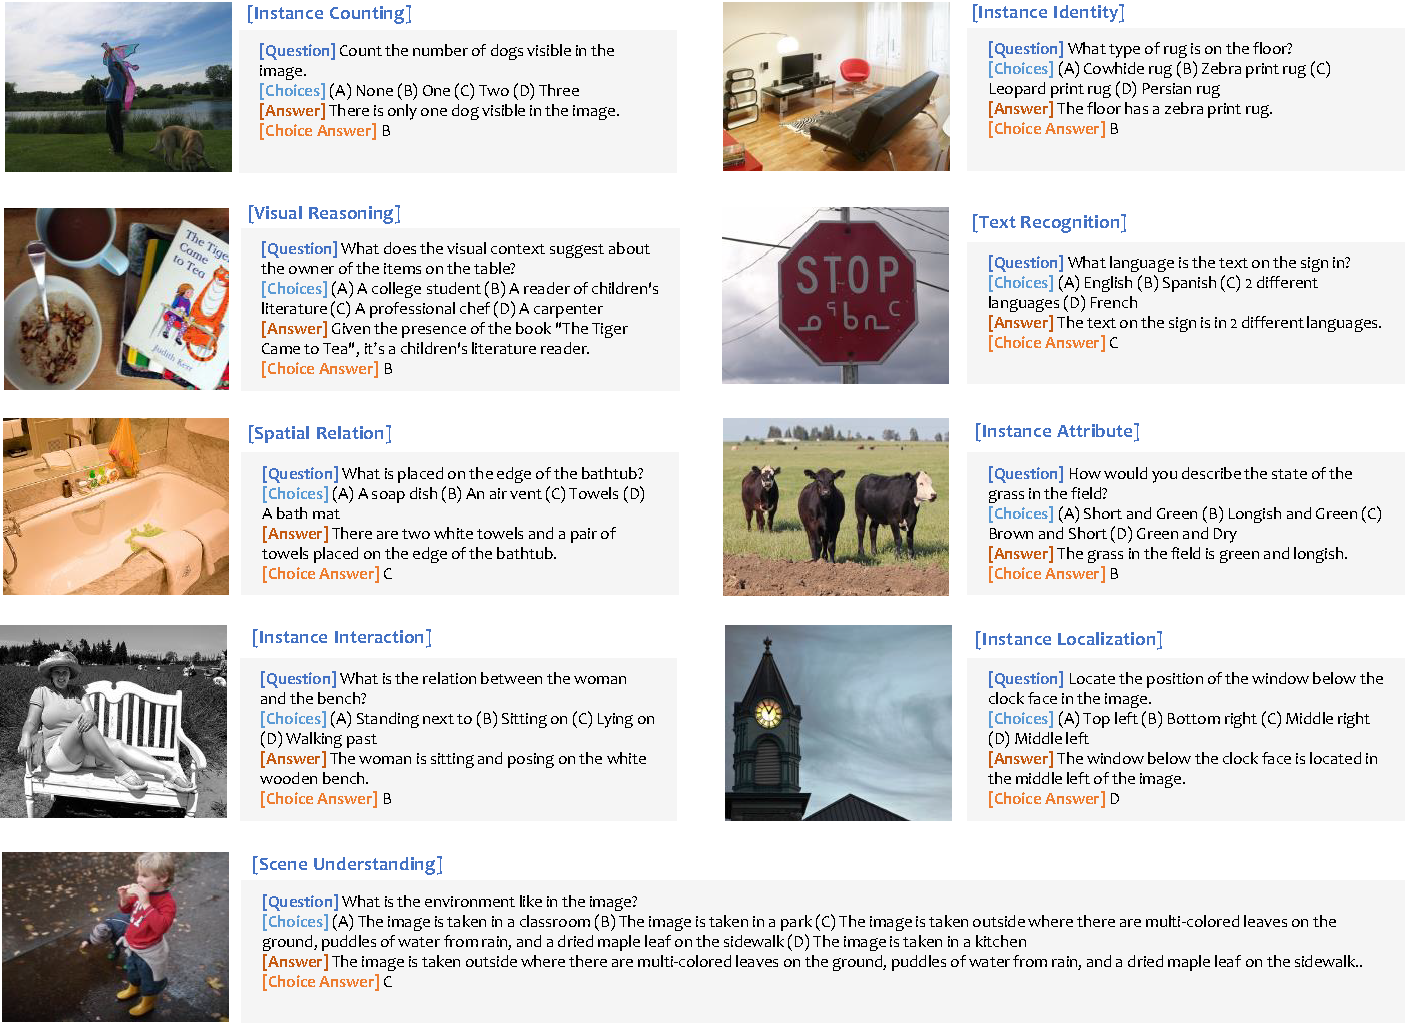 [Instance Counting]
[Question] Count the number of dogs visible in the
image.
[Choices] (A) None (B) One (C) Two (D) Three
[Answer] There is only one dog visible in the image.
[Choice Answer] B
[Instance Identity]
[Question] What type of rug is on the floor?
[Choices] (A) Cowhide rug (B) Zebra print rug (C)
Leopard print rug (D) Persian rug
[Answer] The floor has a zebra print rug.
[Choice Answer] B
[Visual Reasoning]
The Tiger
Came
to Tea
Judith Kerr
[Question] What does the visual context suggest about
the owner of the items on the table?
[Choices] (A) A college student (B) A reader of children's
literature (C) A professional chef (D) A carpenter
[Answer] Given the presence of the book "The Tiger
Came to Tea", it's a children's literature reader.
[Choice Answer] B
[Text Recognition]
STOP
ᓄᖅᑲᕆᑦ
[Question] What language is the text on the sign in?
[Choices] (A) English (B) Spanish (C) 2 different
languages (D) French
[Answer] The text on the sign is in 2 different languages.
[Choice Answer] C
[Spatial Relation]
[Question] What is placed on the edge of the bathtub?
[Choices] (A) A soap dish (B) An air vent (C) Towels (D)
A bath mat
[Answer] There are two white towels and a pair of
towels placed on the edge of the bathtub.
[Choice Answer] C
[Instance Attribute]
[Question] How would you describe the state of the
grass in the field?
[Choices] (A) Short and Green (B) Longish and Green (C)
Brown and Short (D) Green and Dry
[Answer] The grass in the field is green and longish.
[Choice Answer] B
[Instance Interaction]
[Question] What is the relation between the woman
and the bench?
[Choices] (A) Standing next to (B) Sitting on (C) Lying on
(D) Walking past
[Answer] The woman is sitting and posing on the white
wooden bench.
[Choice Answer] B
[Instance Localization]
[Question] Locate the position of the window below the
clock face in the image.
[Choices] (A) Top left (B) Bottom right (C) Middle right
(D) Middle left
[Answer] The window below the clock face is located in
the middle left of the image.
[Choice Answer] D
[Scene Understanding]
[Question] What is the environment like in the image?
[Choices] (A) The image is taken in a classroom (B) The image is taken in a park (C) The image is taken outside where there are multi-colored leaves on the
ground, puddles of water from rain, and a dried maple leaf on the sidewalk (D) The image is taken in a kitchen
[Answer] The image is taken outside where there are multi-colored leaves on the ground, puddles of water from rain, and a dried maple leaf on the sidewalk..
[Choice Answer] C